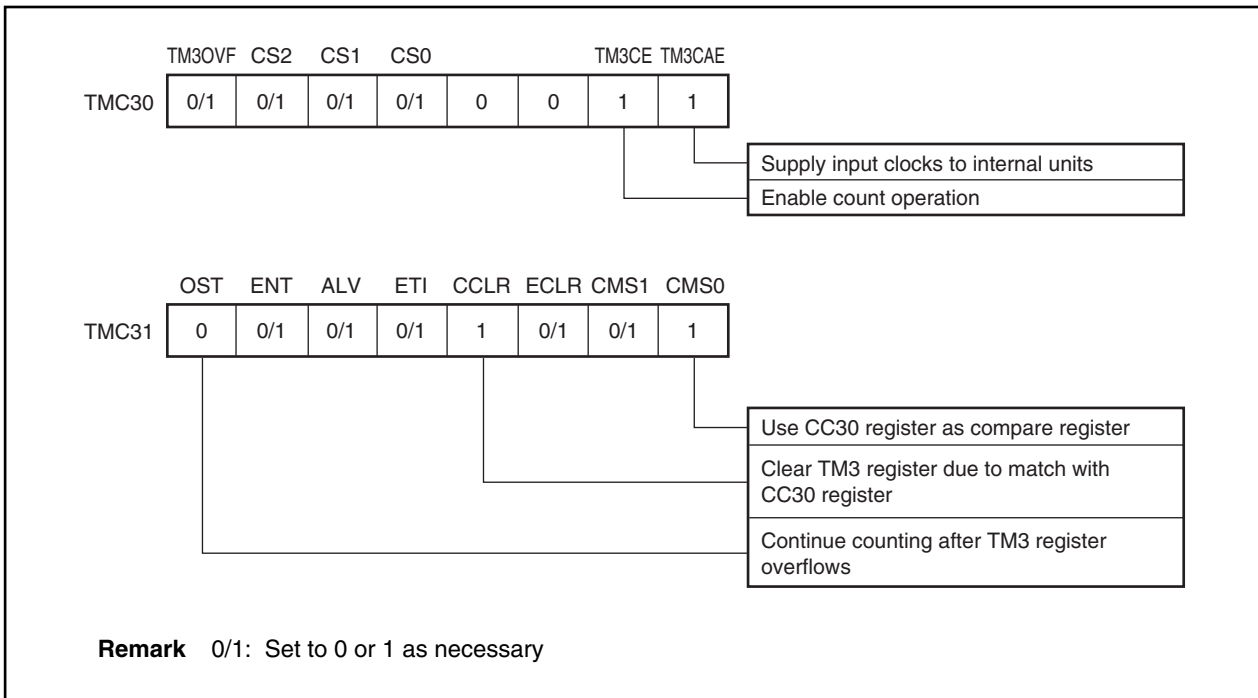 TM3OVF CS2 CS1 CS0 TM3CE TM3CAE
TMC30 0/1 0/1 0/1 0/1 0 0 1 1
Supply input clocks to internal units
Enable count operation
OST ENT ALV ETI CCLR ECLR CMS1 CMS0
TMC31 0 0/1 0/1 0/1 1 0/1 0/1 1
Use CC30 register as compare register
Clear TM3 register due to match with
CC30 register
Continue counting after TM3 register
overflows
Remark 0/1: Set to 0 or 1 as necessary